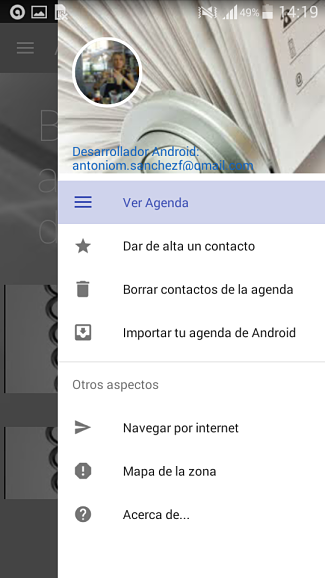 49% 14:19
Desarrollador Android:
antoniom.sanchezf@gmail.com
Ver Agenda
Dar de alta un contacto
Borrar contactos de la agenda
Importar tu agenda de Android
Otros aspectos
Navegar por internet
Mapa de la zona
Acerca de...